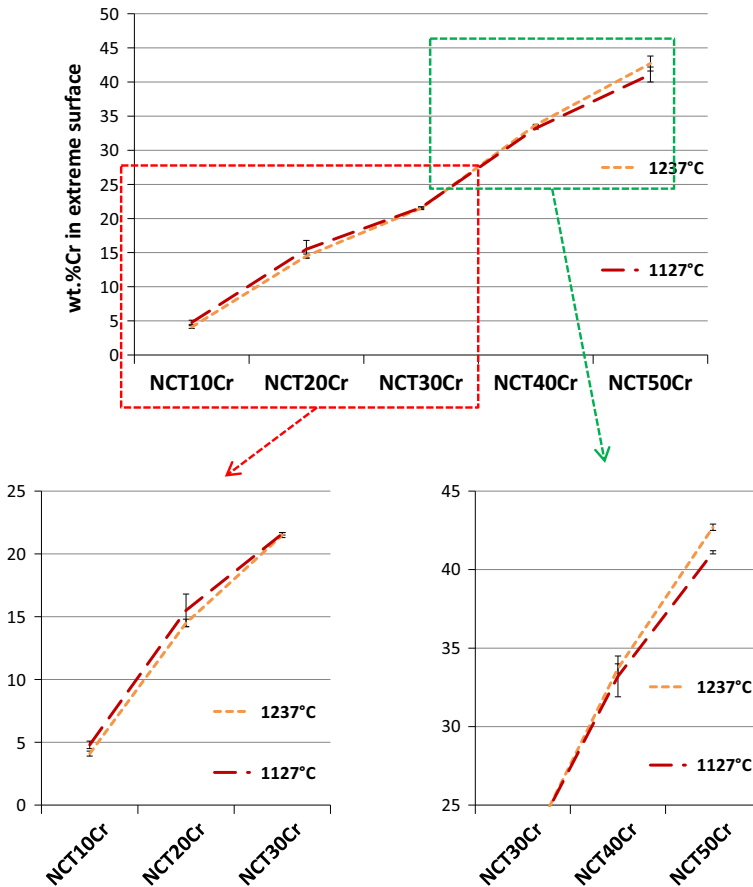 wt.%Cr in extreme surface
50
45
40
35
30
25
20
15
10
5
0
NCT10Cr NCT20Cr NCT30Cr NCT40Cr NCT50Cr
1237°C
1127°C
25
20
15
10
5
0
NCT10Cr
NCT20Cr
NCT30Cr
1237°C
1127°C
45
40
35
30
25
NCT30Cr
NCT40Cr
NCT50Cr
1237°C
1127°C